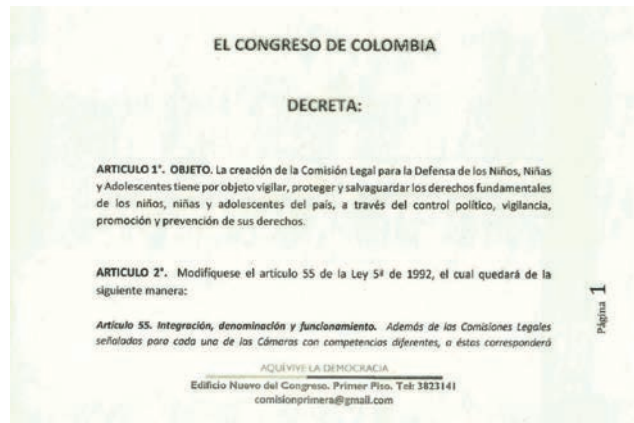 EL CONGRESO DE COLOMBIA
DECRETA:
ARTICULO 1°. OBJETO. La creación de la Comisión Legal para la Defensa de los Niños, Niñas
y Adolescentes tiene por objeto vigilar, proteger y salvaguardar los derechos fundamentales
de los niños, niñas y adolescentes del país, a través del control político, vigilancia,
promoción y prevención de sus derechos.
ARTICULO 2°. Modifíquese el artículo 55 de la Ley 5ª de 1992, el cual quedará de la
siguiente manera:
Artículo 55. Integración, denominación y funcionamiento. Además de las Comisiones Legales
señaladas para cada una de las Cámaras con competencias diferentes, a éstas corresponderá
Página 1
AQUÍVIVE LA DEMOCRACIA
Edificio Nuevo del Congreso. Primer Piso. Tel: 3823141
comisionprimera@gmail.com